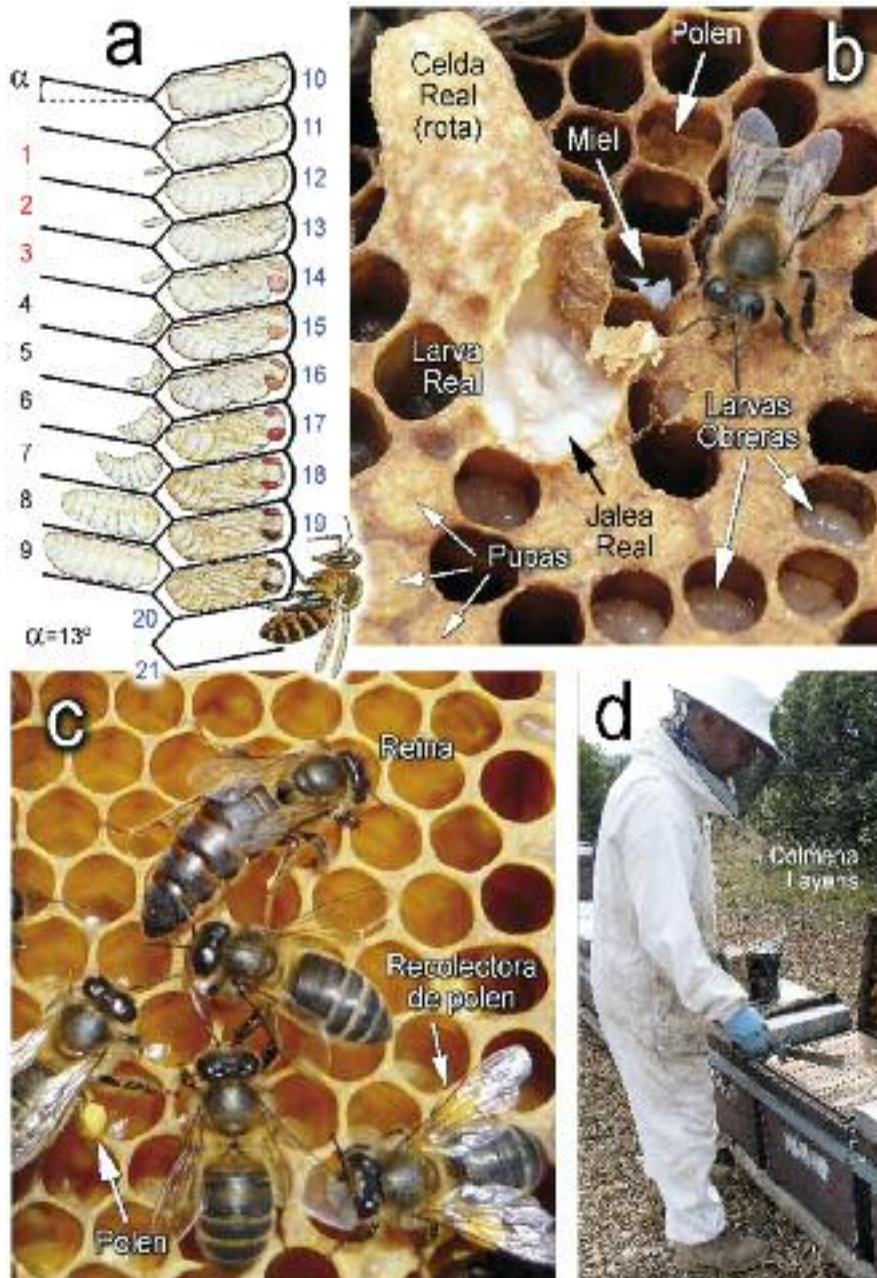 a
α
1
2
3
4
5
6
7
8
9
10
11
12
13
14
15
16
17
18
19
20
21
α=13º
b
Celda
Real
(rota)
Polen
Miel
Larva
Real
Larvas
Obreras
Jalea
Real
Pupas
c
Reina
Recolectora
de polen
Polen
d
Colmena
Layens